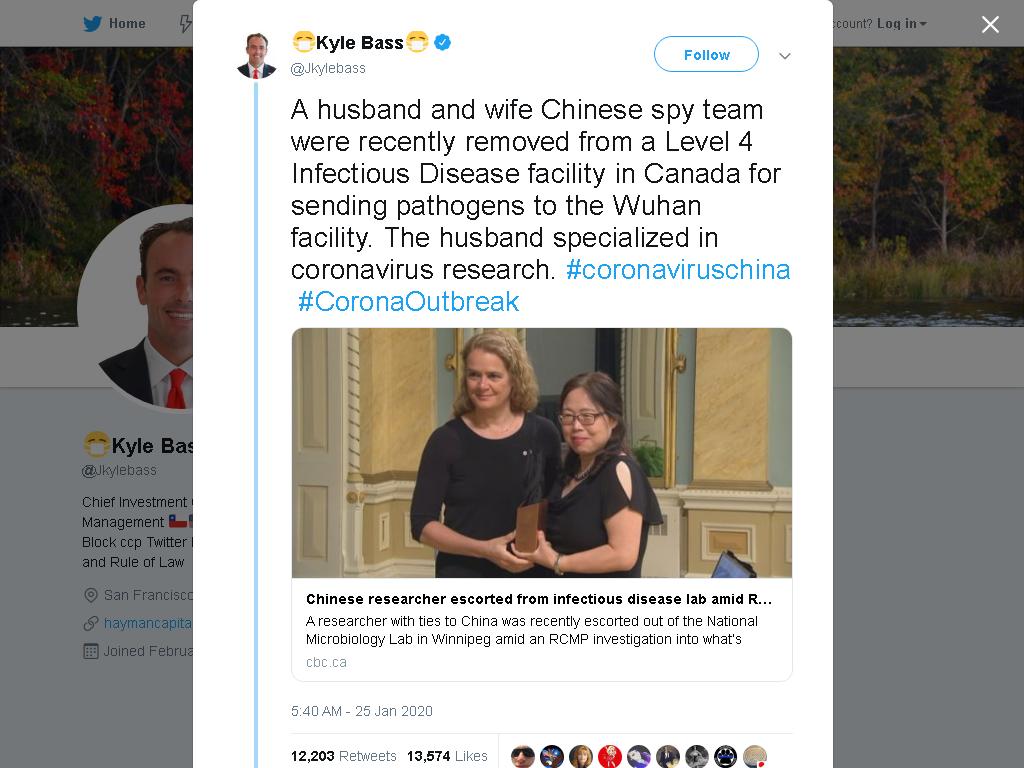 Home
count? Log in
Kyle Bass
@Jkylebass
Follow
A husband and wife Chinese spy team
were recently removed from a Level 4
Infectious Disease facility in Canada for
sending pathogens to the Wuhan
facility. The husband specialized in
coronavirus research. #coronaviruschina
#CoronaOutbreak
Chinese researcher escorted from infectious disease lab amid R...
A researcher with ties to China was recently escorted out of the National
Microbiology Lab in Winnipeg amid an RCMP investigation into what's
cbc.ca
5:40 AM - 25 Jan 2020
12,203 Retweets 13,574 Likes
Kyle Bas
@Jkylebass
Chief Investment
Management
Block ccp Twitter
and Rule of Law
San Francisco
haymancapita
Joined Februa